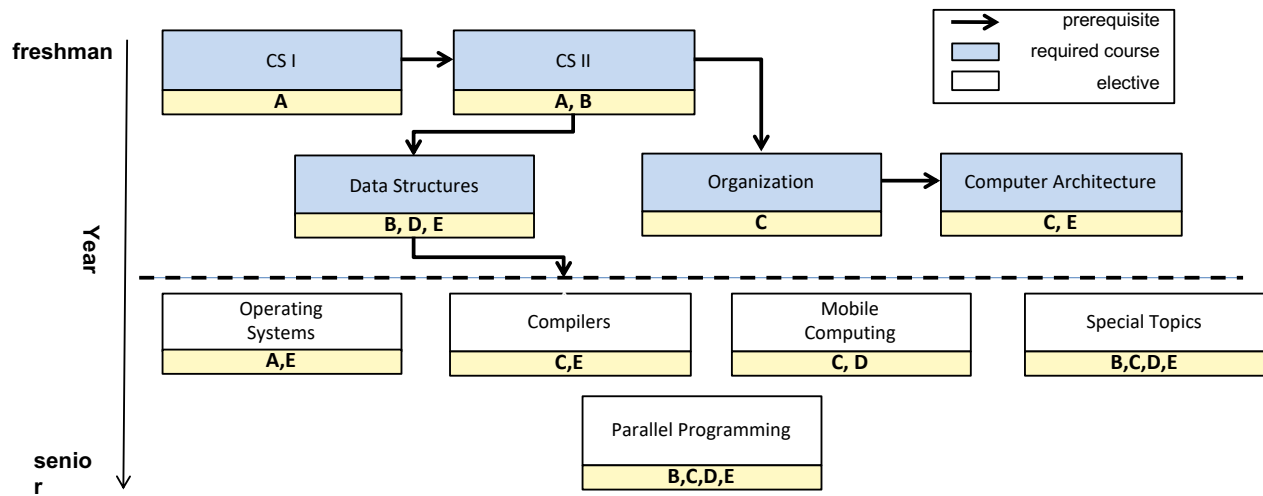 prerequisite
freshman
required course
CS I
CS II
elective
A
A, B
Data Structures
Organization
Computer Architecture
B, D, E
C
C, E
Year
Operating
Systems
Compilers
Mobile
Computing
Special Topics
A,E
C,E
C, D
B,C,D,E
Parallel Programming
senio
r
B,C,D,E